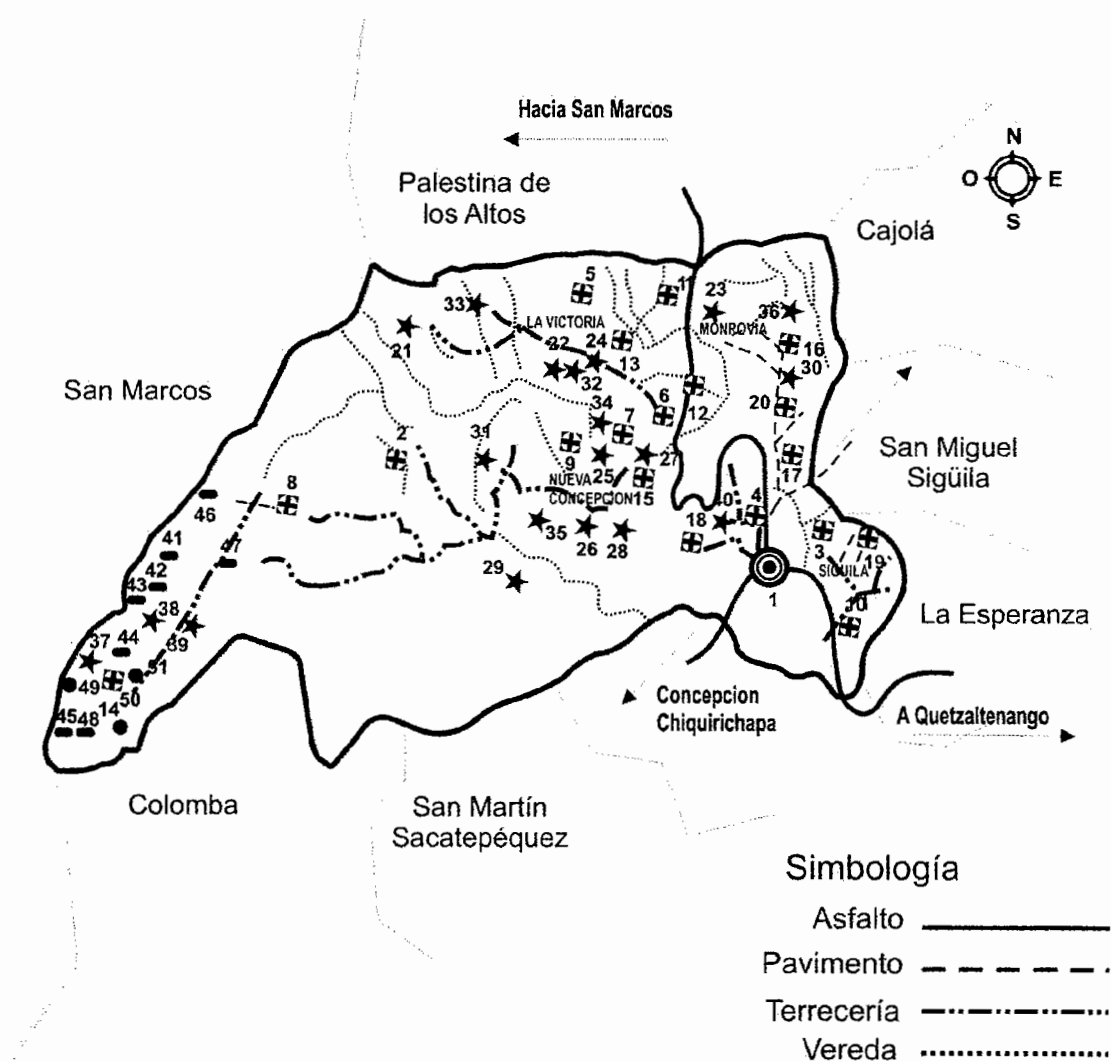 Hacia San Marcos
N
O
E
S
Palestina de
los Altos
Cajolá
5
11
23
33
36
LA VICTORIA
MONROVIA
21
22
24
13
16
32
30
San Marcos
6
12
20
34
7
2
31
9
27
17
San Miguel
Sigüila
25
NUEVA
CONCEPCION
15
8
46
40
4
18
35
26
28
3
41
47
19
SIGUILA
42
29
43
1
10
38
La Esperanza
39
44
37
51
49
50
Concepcion
Chiquirichapa
45
48
14
A Quetzaltenango
Colomba
San Martín
Sacatepéquez
Simbología
Asfalto
Pavimento
Terrecería
Vereda